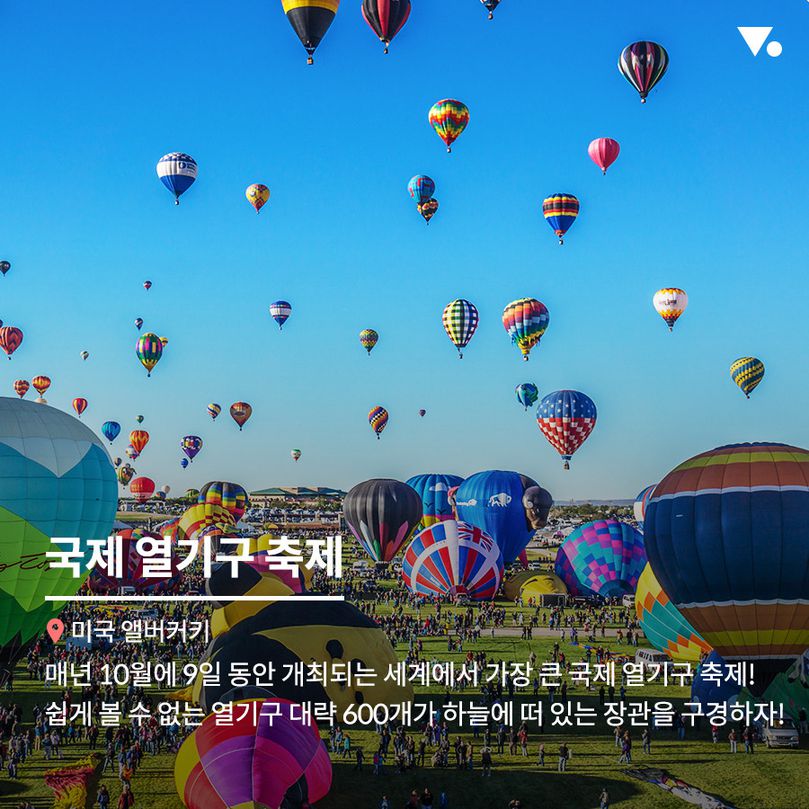 국제 열기구 축제
미국 앨버커키
매년 10월에 9일 동안 개최되는 세계에서 가장 큰 국제 열기구 축제!
쉽게 볼 수 없는 열기구 대략 600개가 하늘에 떠 있는 장관을 구경하자!